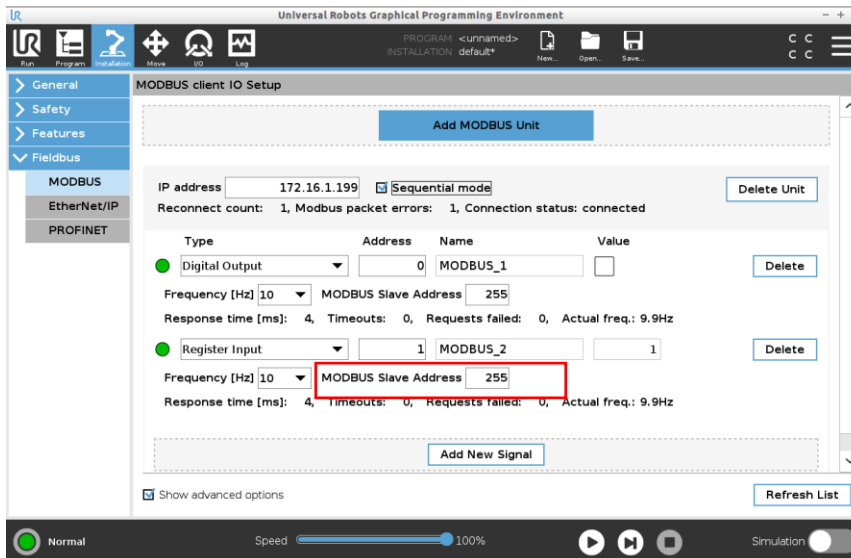 UR
Universal Robots Graphical Programming Environment
UR
Run
Program
Installation
Move
I/O
Log
PROGRAM <unnamed>
INSTALLATION default*
New...
Open...
Save...
C C
C C
General
Safety
Features
Fieldbus
MODBUS
EtherNet/IP
PROFINET
MODBUS client IO Setup
Add MODBUS Unit
IP address 172.16.1.199 Sequential mode Delete Unit
Reconnect count: 1, Modbus packet errors: 1, Connection status: connected
Type Address Name Value
Digital Output 0 MODBUS_1 Delete
Frequency [Hz] 10 MODBUS Slave Address 255
Response time [ms]: 4, Timeouts: 0, Requests failed: 0, Actual freq.: 9.9Hz
Register Input 1 MODBUS_2 1 Delete
Frequency [Hz] 10 MODBUS Slave Address 255
Response time [ms]: 4, Timeouts: 0, Requests failed: 0, Actual freq.: 9.9Hz
Add New Signal
Show advanced options Refresh List
Normal Speed 100% Simulation